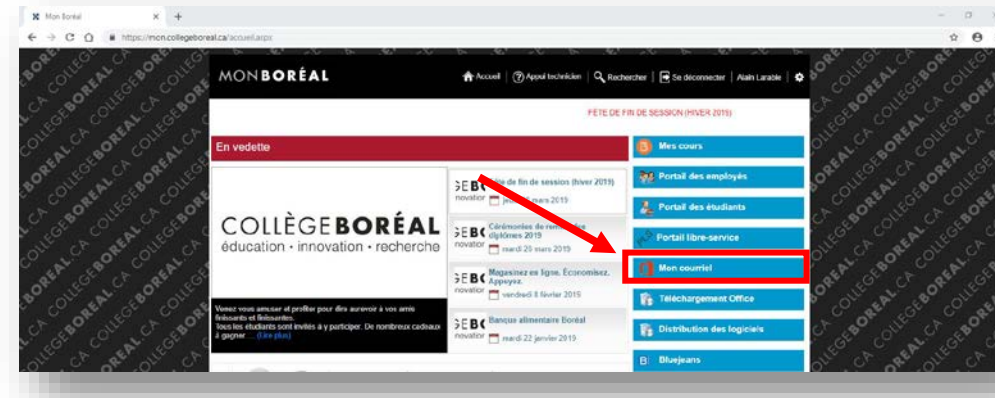 Mon Boréal
https://mon.collegeboreal.ca/accueil.aspx
MONBORÉAL
Accueil | Appui technicien | Rechercher | Se déconnecter | Alain Larabie |
FÊTE DE FIN DE SESSION (HIVER 2019)
En vedette
COLLÈGEBORÉAL
éducation • innovation • recherche
Venez vous amuser et profiter pour dire aurevoir à vos amis
finissants et finissantes.
Tous les étudiants sont invités à y participer. De nombreux cadeaux
à gagner ... (Lire plus)
de fin de session (hiver 2019)
mars 2019
Cérémonies de remise des
diplômes 2019
mardi 26 mars 2019
Magasinez en ligne. Économisez.
Appuyez.
vendredi 8 février 2019
Banque alimentaire Boréal
mardi 22 janvier 2019
Mes cours
Portail des employés
Portail des étudiants
Portail libre-service
Mon courriel
Téléchargement Office
Distribution des logiciels
Bluejeans